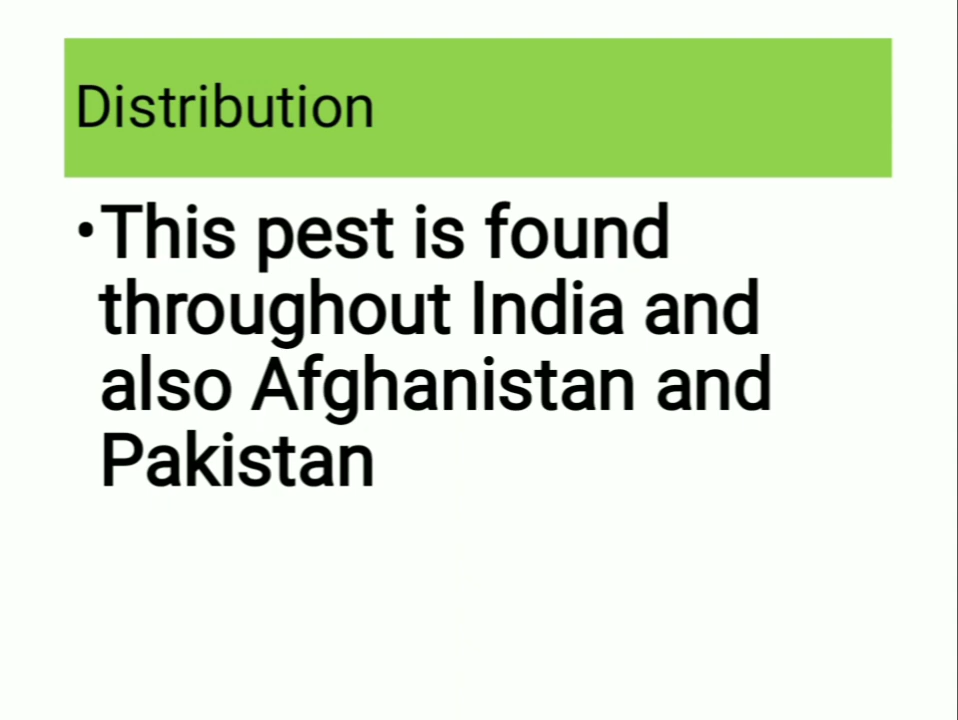 Distribution
•This pest is found
throughout India and
also Afghanistan and
Pakistan